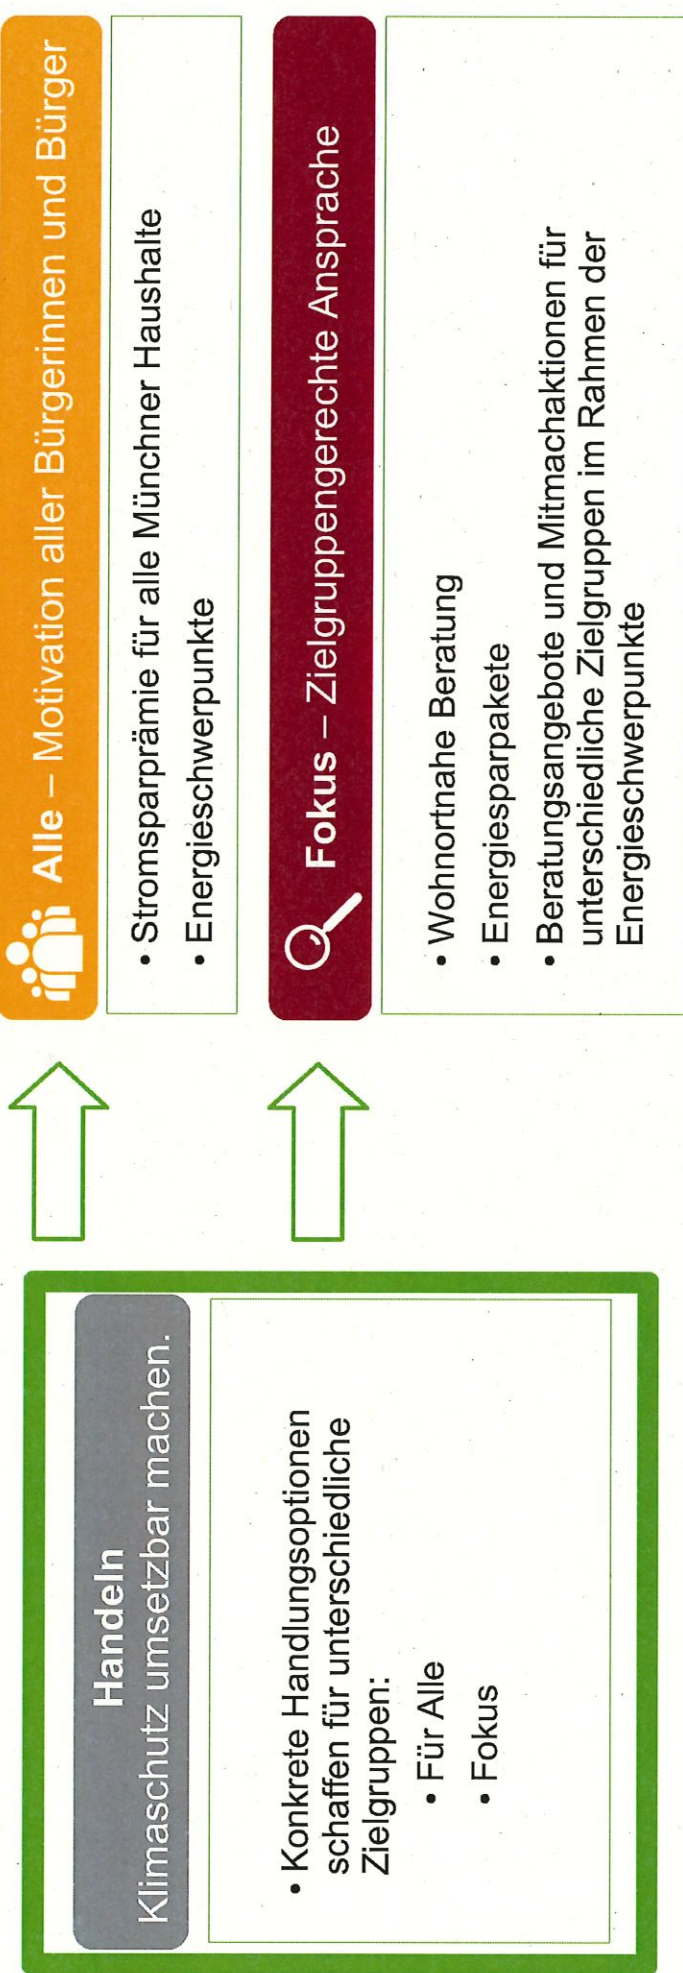 Handeln
Klimaschutz umsetzbar machen.
• Konkrete Handlungsoptionen
schaffen für unterschiedliche
Zielgruppen:
• Für Alle
• Fokus
Alle – Motivation aller Bürgerinnen und Bürger
• Stromsparprämie für alle Münchner Haushalte
• Energieschwerpunkte
Fokus – Zielgruppengerechte Ansprache
• Wohnortnahe Beratung
• Energiesparpakete
• Beratungsangebote und Mitmachaktionen für
unterschiedliche Zielgruppen im Rahmen der
Energieschwerpunkte